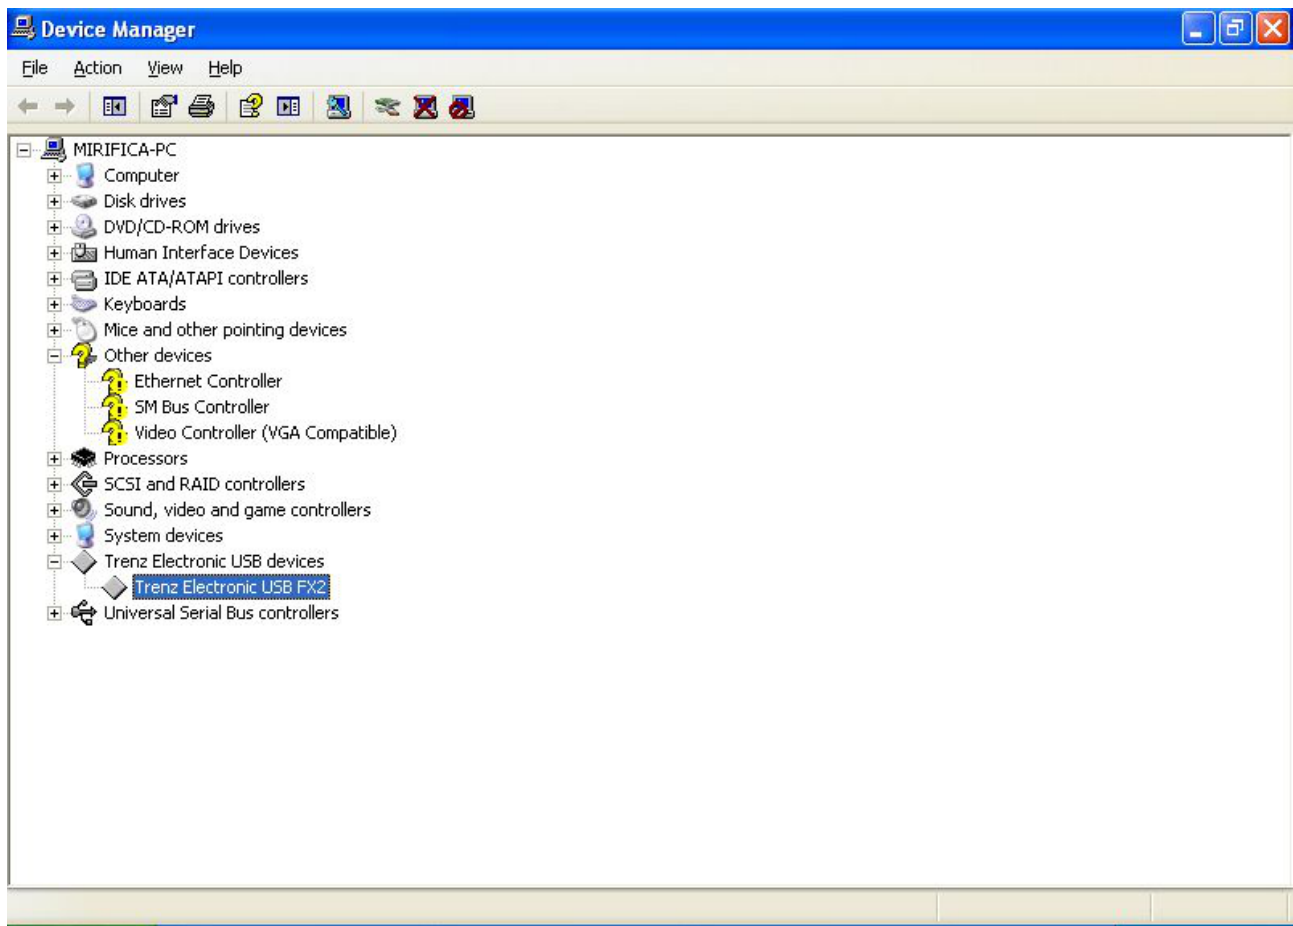 Device Manager
File Action View Help
MIRIFICA-PC
Computer
Disk drives
DVD/CD-ROM drives
Human Interface Devices
IDE ATA/ATAPI controllers
Keyboards
Mice and other pointing devices
Other devices
Ethernet Controller
SM Bus Controller
Video Controller (VGA Compatible)
Processors
SCSI and RAID controllers
Sound, video and game controllers
System devices
Trenz Electronic USB devices
Trenz Electronic USB FX2
Universal Serial Bus controllers